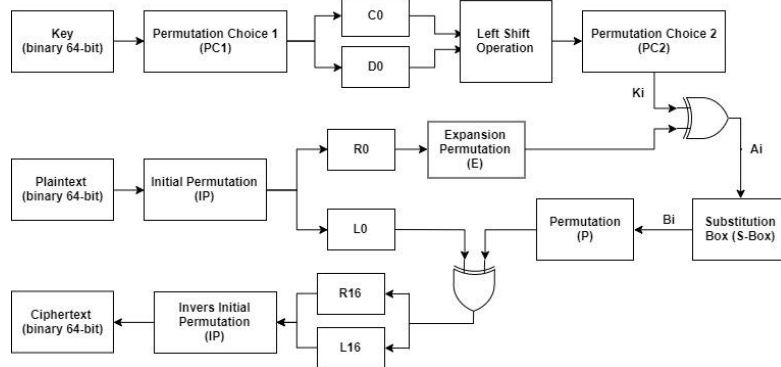 Key
(binary 64-bit)
Permutation Choice 1
(PC1)
C0
D0
Left Shift
Operation
Permutation Choice 2
(PC2)
Ki
Plaintext
(binary 64-bit)
Initial Permutation
(IP)
R0
Expansion
Permutation
(E)
Ai
L0
Permutation
(P)
Bi
Substitution
Box (S-Box)
Ciphertext
(binary 64-bit)
Invers Initial
Permutation
(IP)
R16
L16